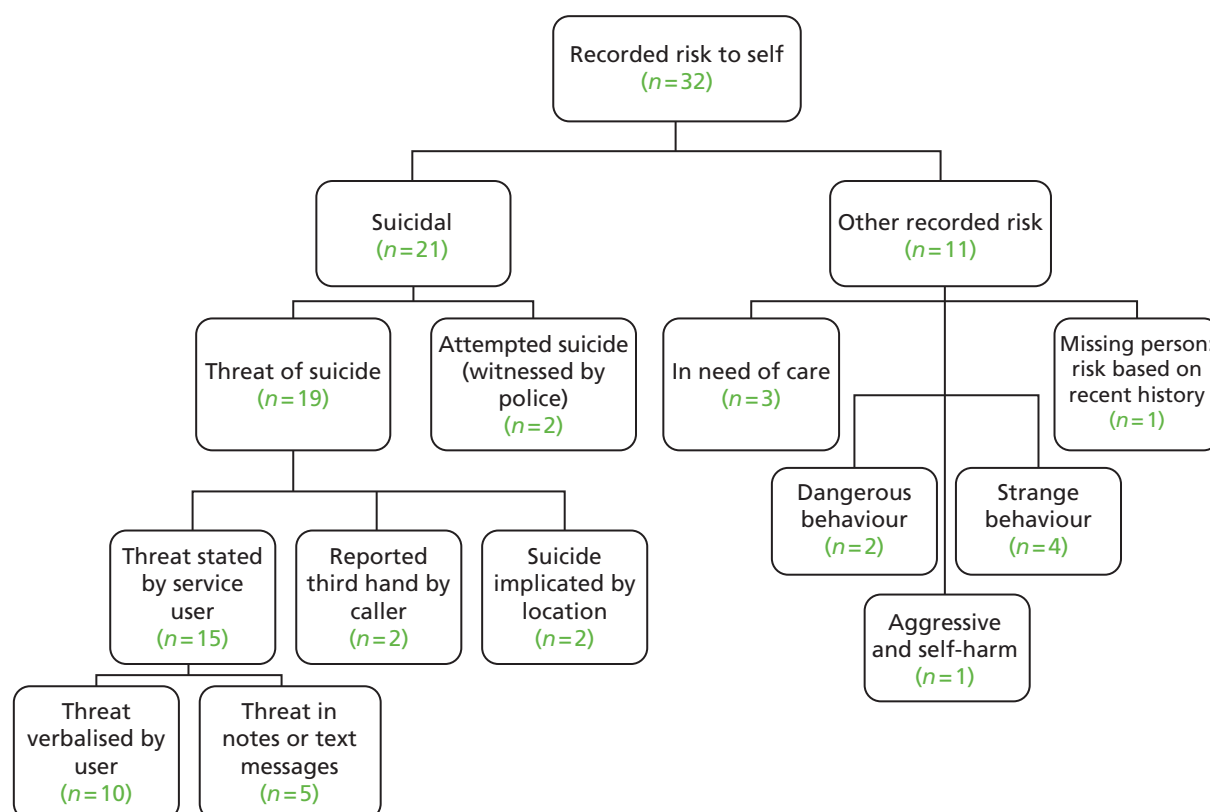 Recorded risk to self
(n=32)
Suicidal
(n=21)
Other recorded risk
(n=11)
Threat of suicide
(n=19)
Attempted suicide
(witnessed by
police)
(n=2)
In need of care
(n=3)
Missing person:
risk based on
recent history
(n=1)
Dangerous
behaviour
(n=2)
Strange
behaviour
(n=4)
Threat stated
by service
user
(n=15)
Reported
third hand by
caller
(n=2)
Suicide
implicated by
location
(n=2)
Aggressive
and self-harm
(n=1)
Threat
verbalised by
user
(n=10)
Threat in
notes or text
messages
(n=5)